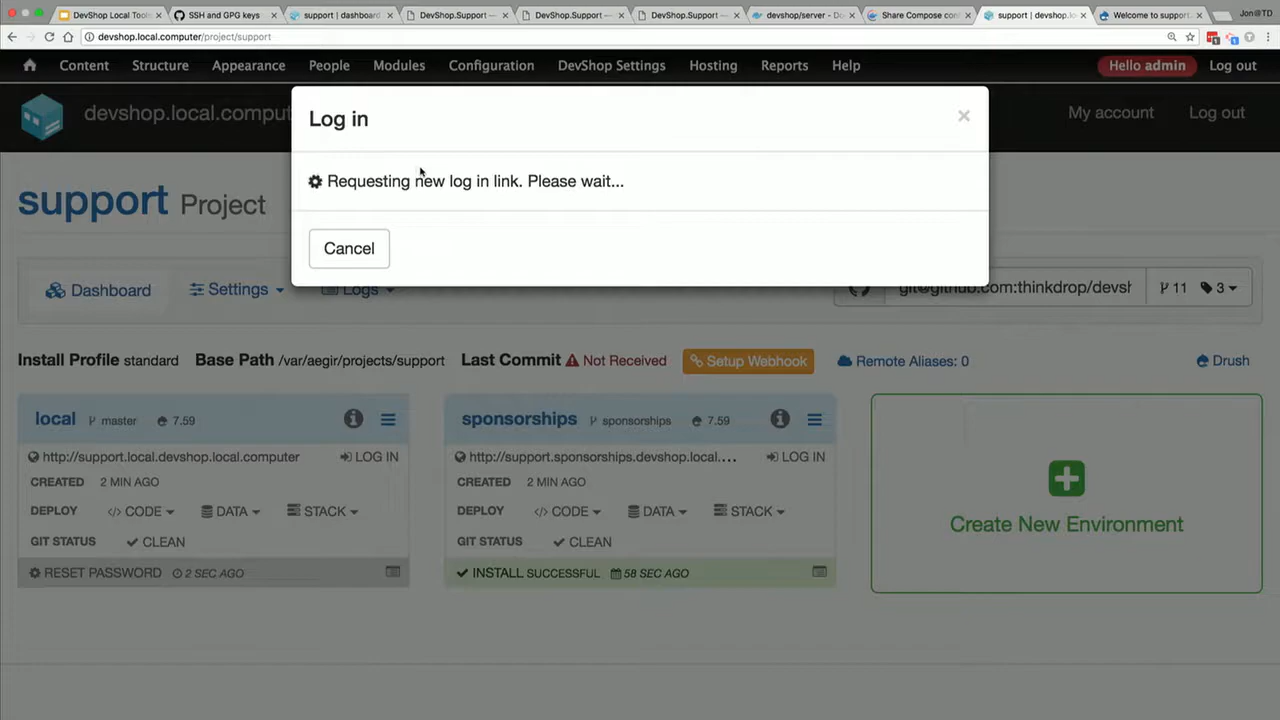 DevShop Local Tools
SSH and GPG keys
support | dashboard
DevShop.Support —
DevShop.Support —
DevShop.Support —
devshop/server - Do
Share Compose con
support | devshop.lo
Welcome to support
Jon@TD
devshop.local.computer/project/support
Content Structure Appearance People Modules Configuration DevShop Settings Hosting Reports Help Hello admin Log out
devshop.local.comput
My account Log out
Log in ×
Requesting new log in link. Please wait...
Cancel
support Project
Dashboard Settings Logs git@github.com:thinkdrop/devsh 11 3
Install Profile standard Base Path /var/aegir/projects/support Last Commit Not Received Setup Webhook Remote Aliases: 0 Drush
local master 7.59
http://support.local.devshop.local.computer LOG IN
CREATED 2 MIN AGO
DEPLOY CODE DATA STACK
GIT STATUS CLEAN
RESET PASSWORD 2 SEC AGO
sponsorships sponsorships 7.59
http://support.sponsorships.devshop.local.... LOG IN
CREATED 2 MIN AGO
DEPLOY CODE DATA STACK
GIT STATUS CLEAN
INSTALL SUCCESSFUL 58 SEC AGO
Create New Environment